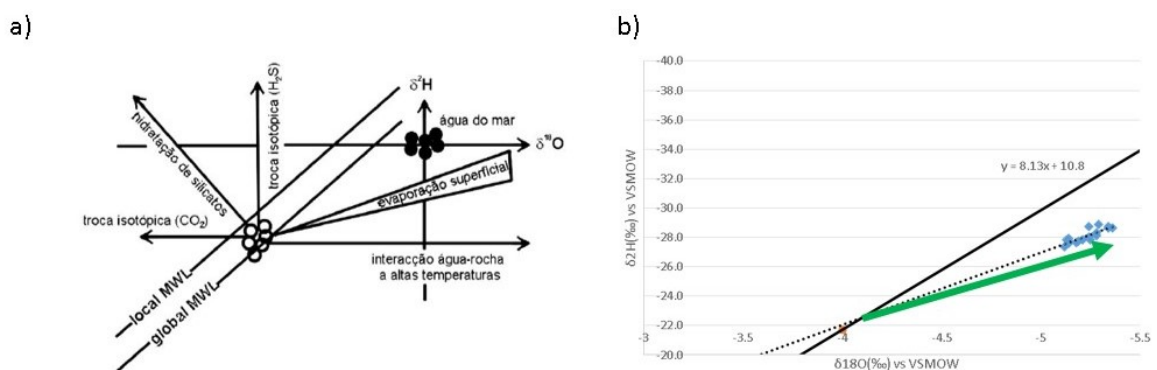 a)
δ²H
água do mar
δ¹⁸O
troca isotópica (H₂S)
hidratação de silicatos
evaporação superficial
troca isotópica (CO₂)
interacção água-rocha
a altas temperaturas
local MWL
global MWL
b)
-40.0
-38.0
-36.0
-34.0
-32.0
-30.0
-28.0
-26.0
-24.0
-22.0
-20.0
δ2H(‰) vs VSMOW
y = 8.13x + 10.8
-3
-3.5
-4
-4.5
-5
-5.5
δ18O(‰) vs VSMOW